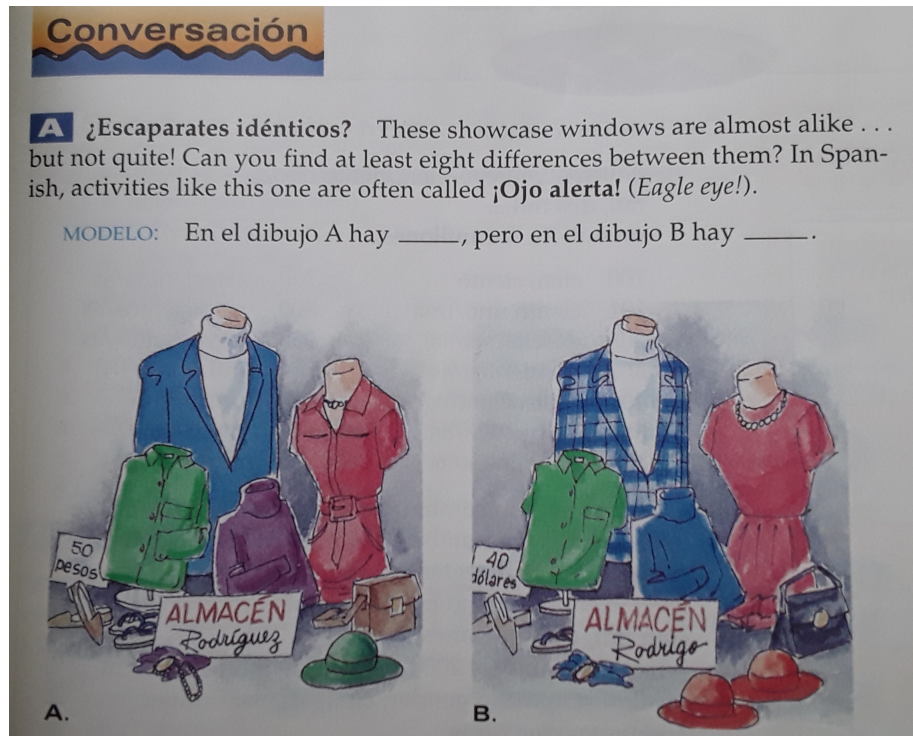 Conversación
A ¿Escaparates idénticos? These showcase windows are almost alike . . .
but not quite! Can you find at least eight differences between them? In Span-
ish, activities like this one are often called ¡Ojo alerta! (Eagle eye!).
MODELO: En el dibujo A hay _____, pero en el dibujo B hay _____.
50
pesos
ALMACÉN
Rodríguez
A.
40
dólares
ALMACÉN
Rodrigo
B.